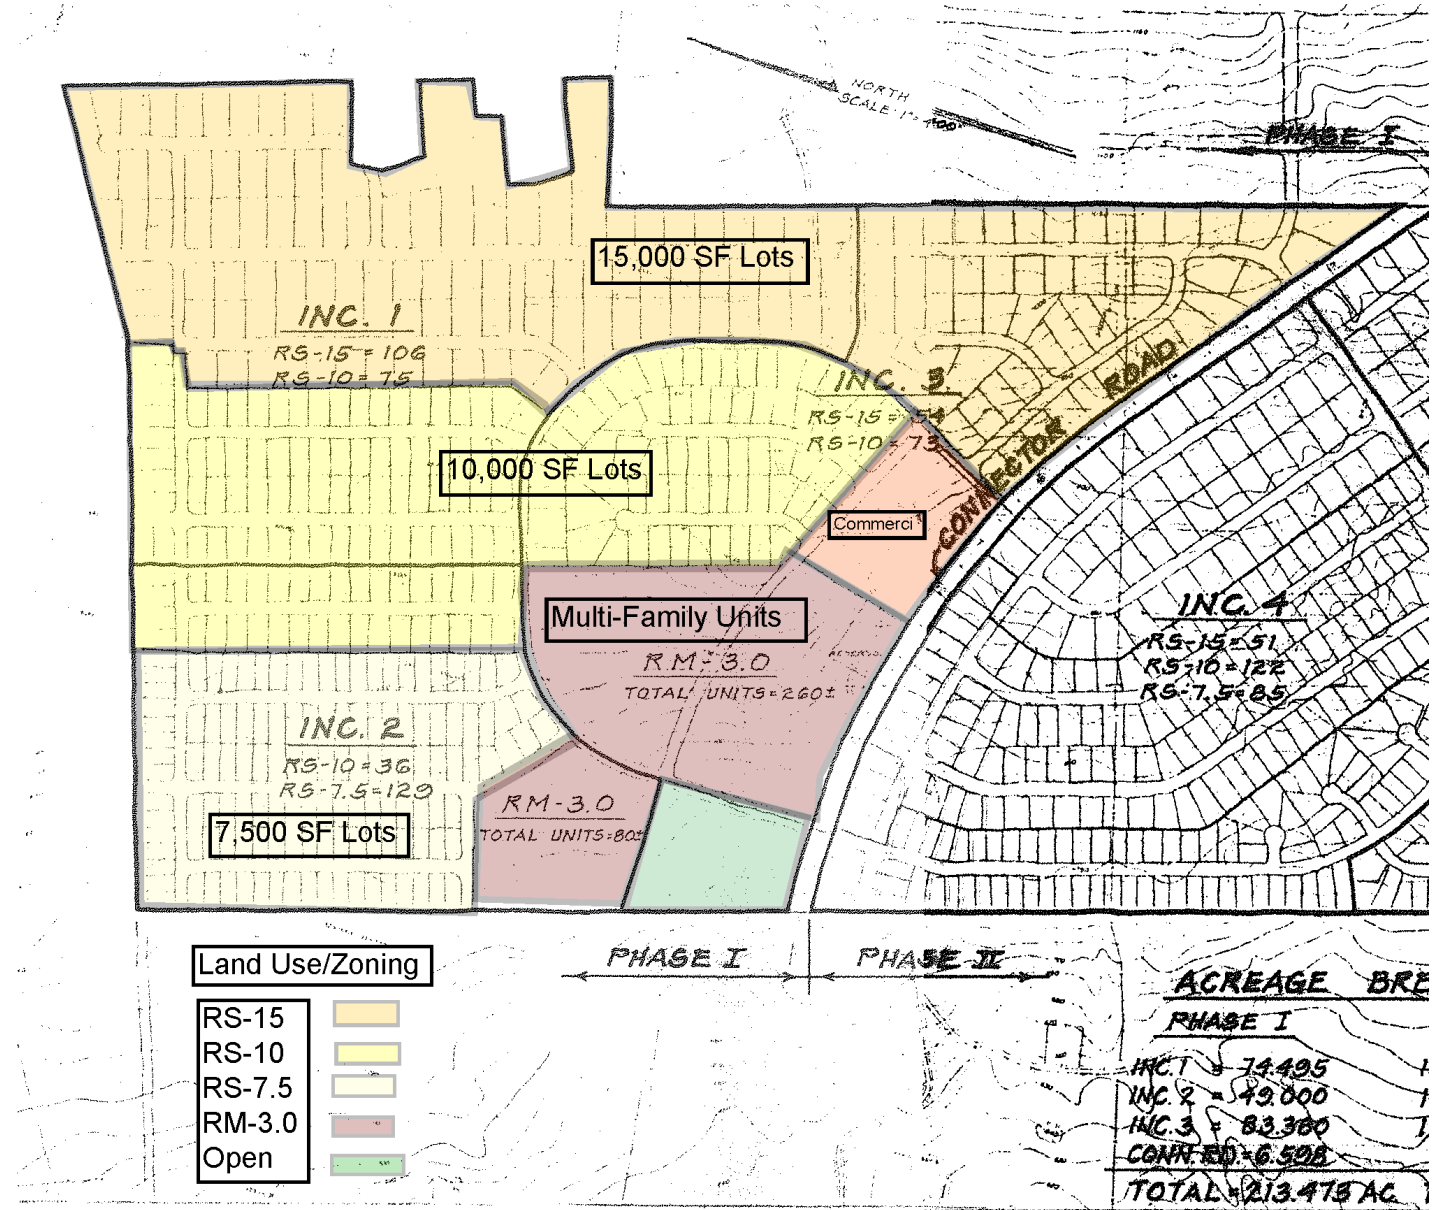 NORTH
SCALE 1"=400'
PHASE I
15,000 SF Lots
INC. 1
RS-15=106
RS-10=75
INC. 3
RS-15=54
RS-10=73
CONNECTOR ROAD
10,000 SF Lots
Commerci
INC. 4
RS-15=51
RS-10=122
RS-7.5=85
Multi-Family Units
RM-3.0
TOTAL UNITS=260±
INC. 2
RS-10=36
RS-7.5=129
7,500 SF Lots
RM-3.0
TOTAL UNITS=80±
PHASE I
PHASE II
Land Use/Zoning
RS-15
RS-10
RS-7.5
RM-3.0
Open
ACREAGE BRE
PHASE I
INC. 1 = 74.495
INC. 2 = 49.000
INC. 3 = 83.380
CONN. RD.=6.598
TOTAL=213.473 AC